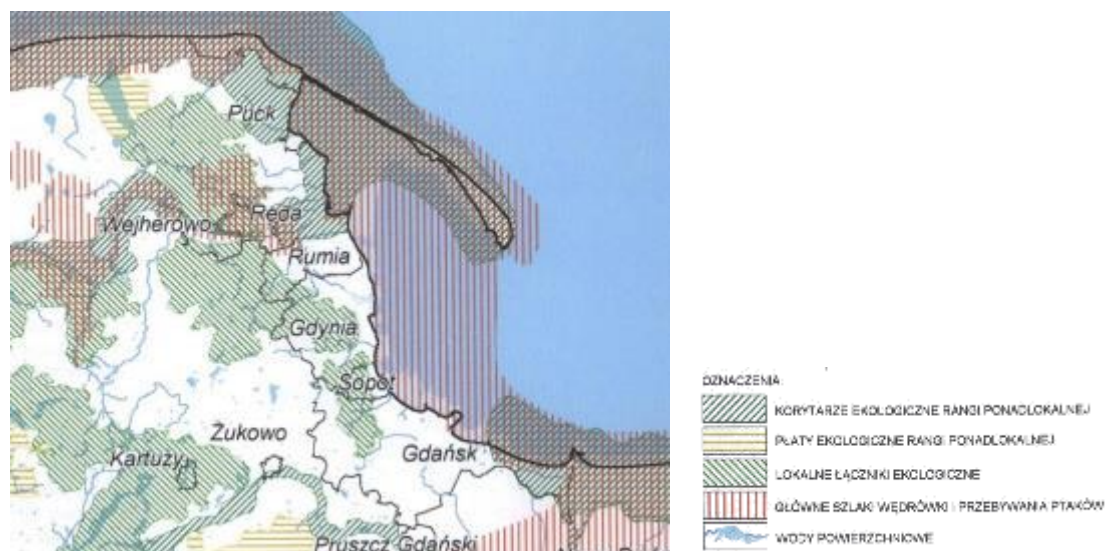 Puck
Wejherowo
Reda
Rumia
Gdynia
Sopot
Żukowo
Gdańsk
Kartuzy
Pruszcz Gdański
OZNACZENIA
KORYTARZE EKOLOGICZNE RANGI PONADLOKALNEJ
PŁATY EKOLOGICZNE RANGI PONADLOKALNEJ
LOKALNE ŁĄCZNIKI EKOLOGICZNE
GŁÓWNE SZLAKI WĘDRÓWKI I PRZEBYWANIA PTAKÓW
WODY POWIERZCHNIOWE